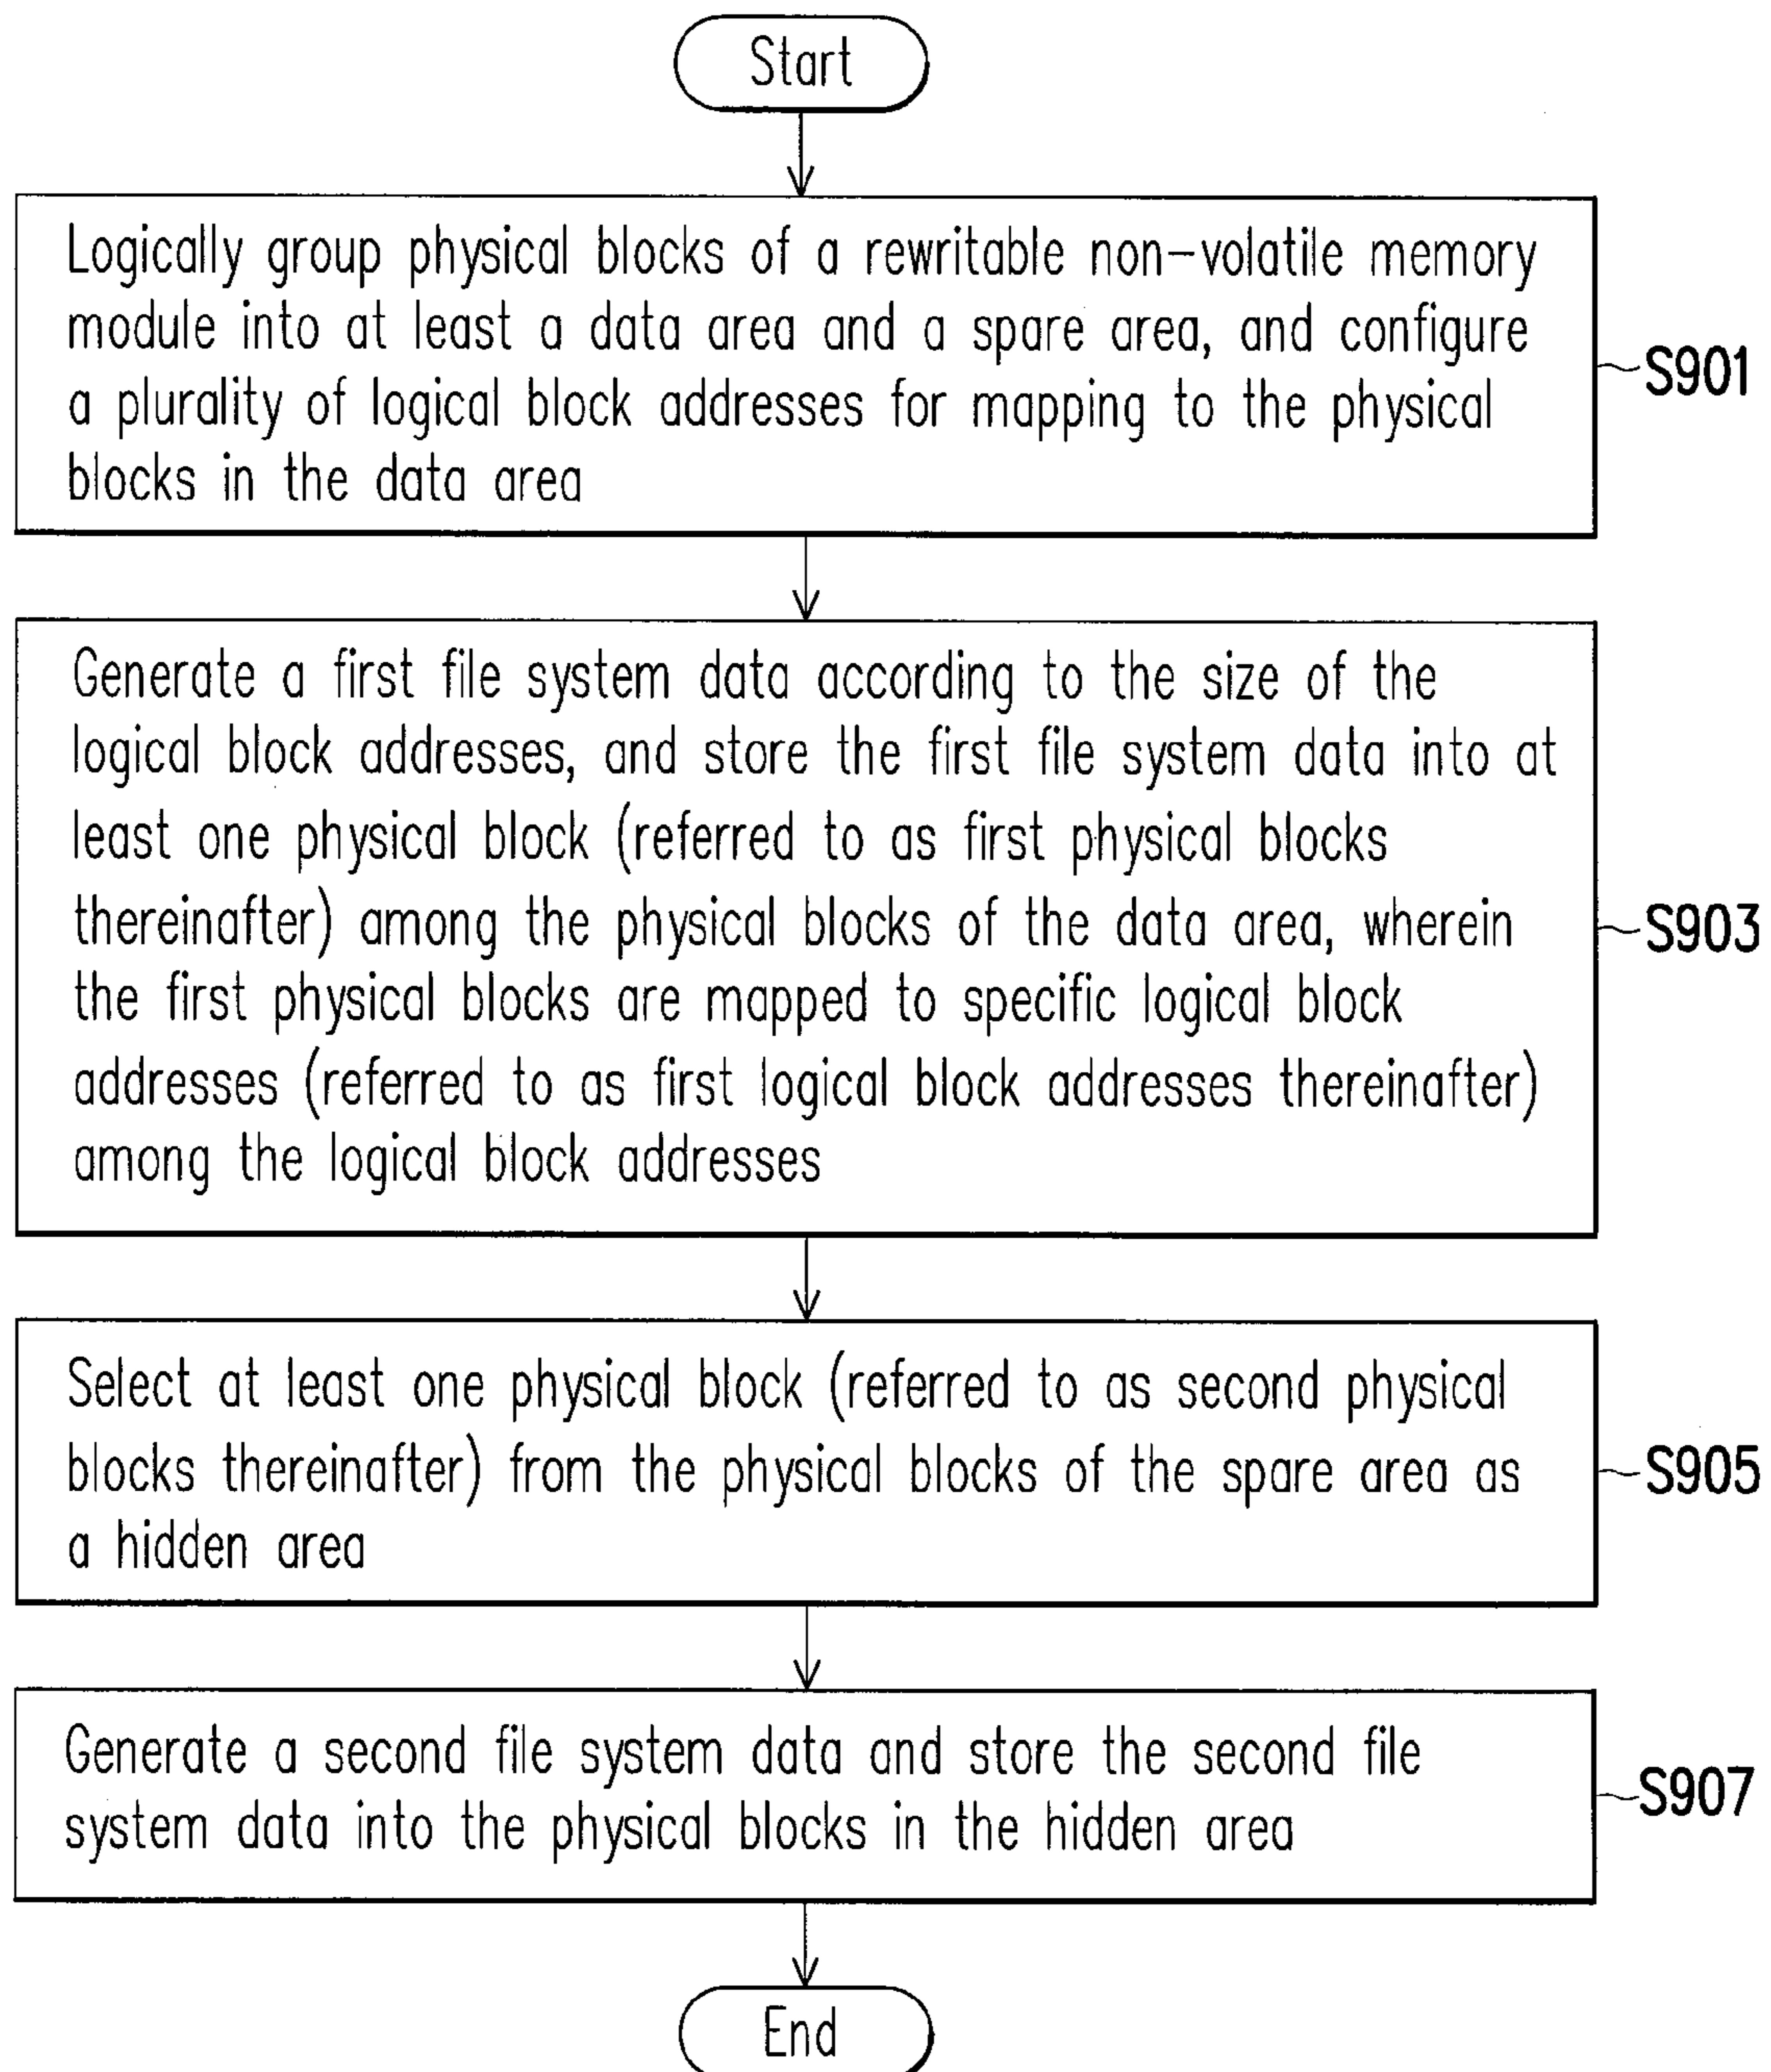 Start
Logically group physical blocks of a rewritable non-volatile memory
module into at least a data area and a spare area, and configure
a plurality of logical block addresses for mapping to the physical
blocks in the data area
S901
Generate a first file system data according to the size of the
logical block addresses, and store the first file system data into at
least one physical block (referred to as first physical blocks
thereinafter) among the physical blocks of the data area, wherein
the first physical blocks are mapped to specific logical block
addresses (referred to as first logical block addresses thereinafter)
among the logical block addresses
S903
Select at least one physical block (referred to as second physical
blocks thereinafter) from the physical blocks of the spare area as
a hidden area
S905
Generate a second file system data and store the second file
system data into the physical blocks in the hidden area
S907
End